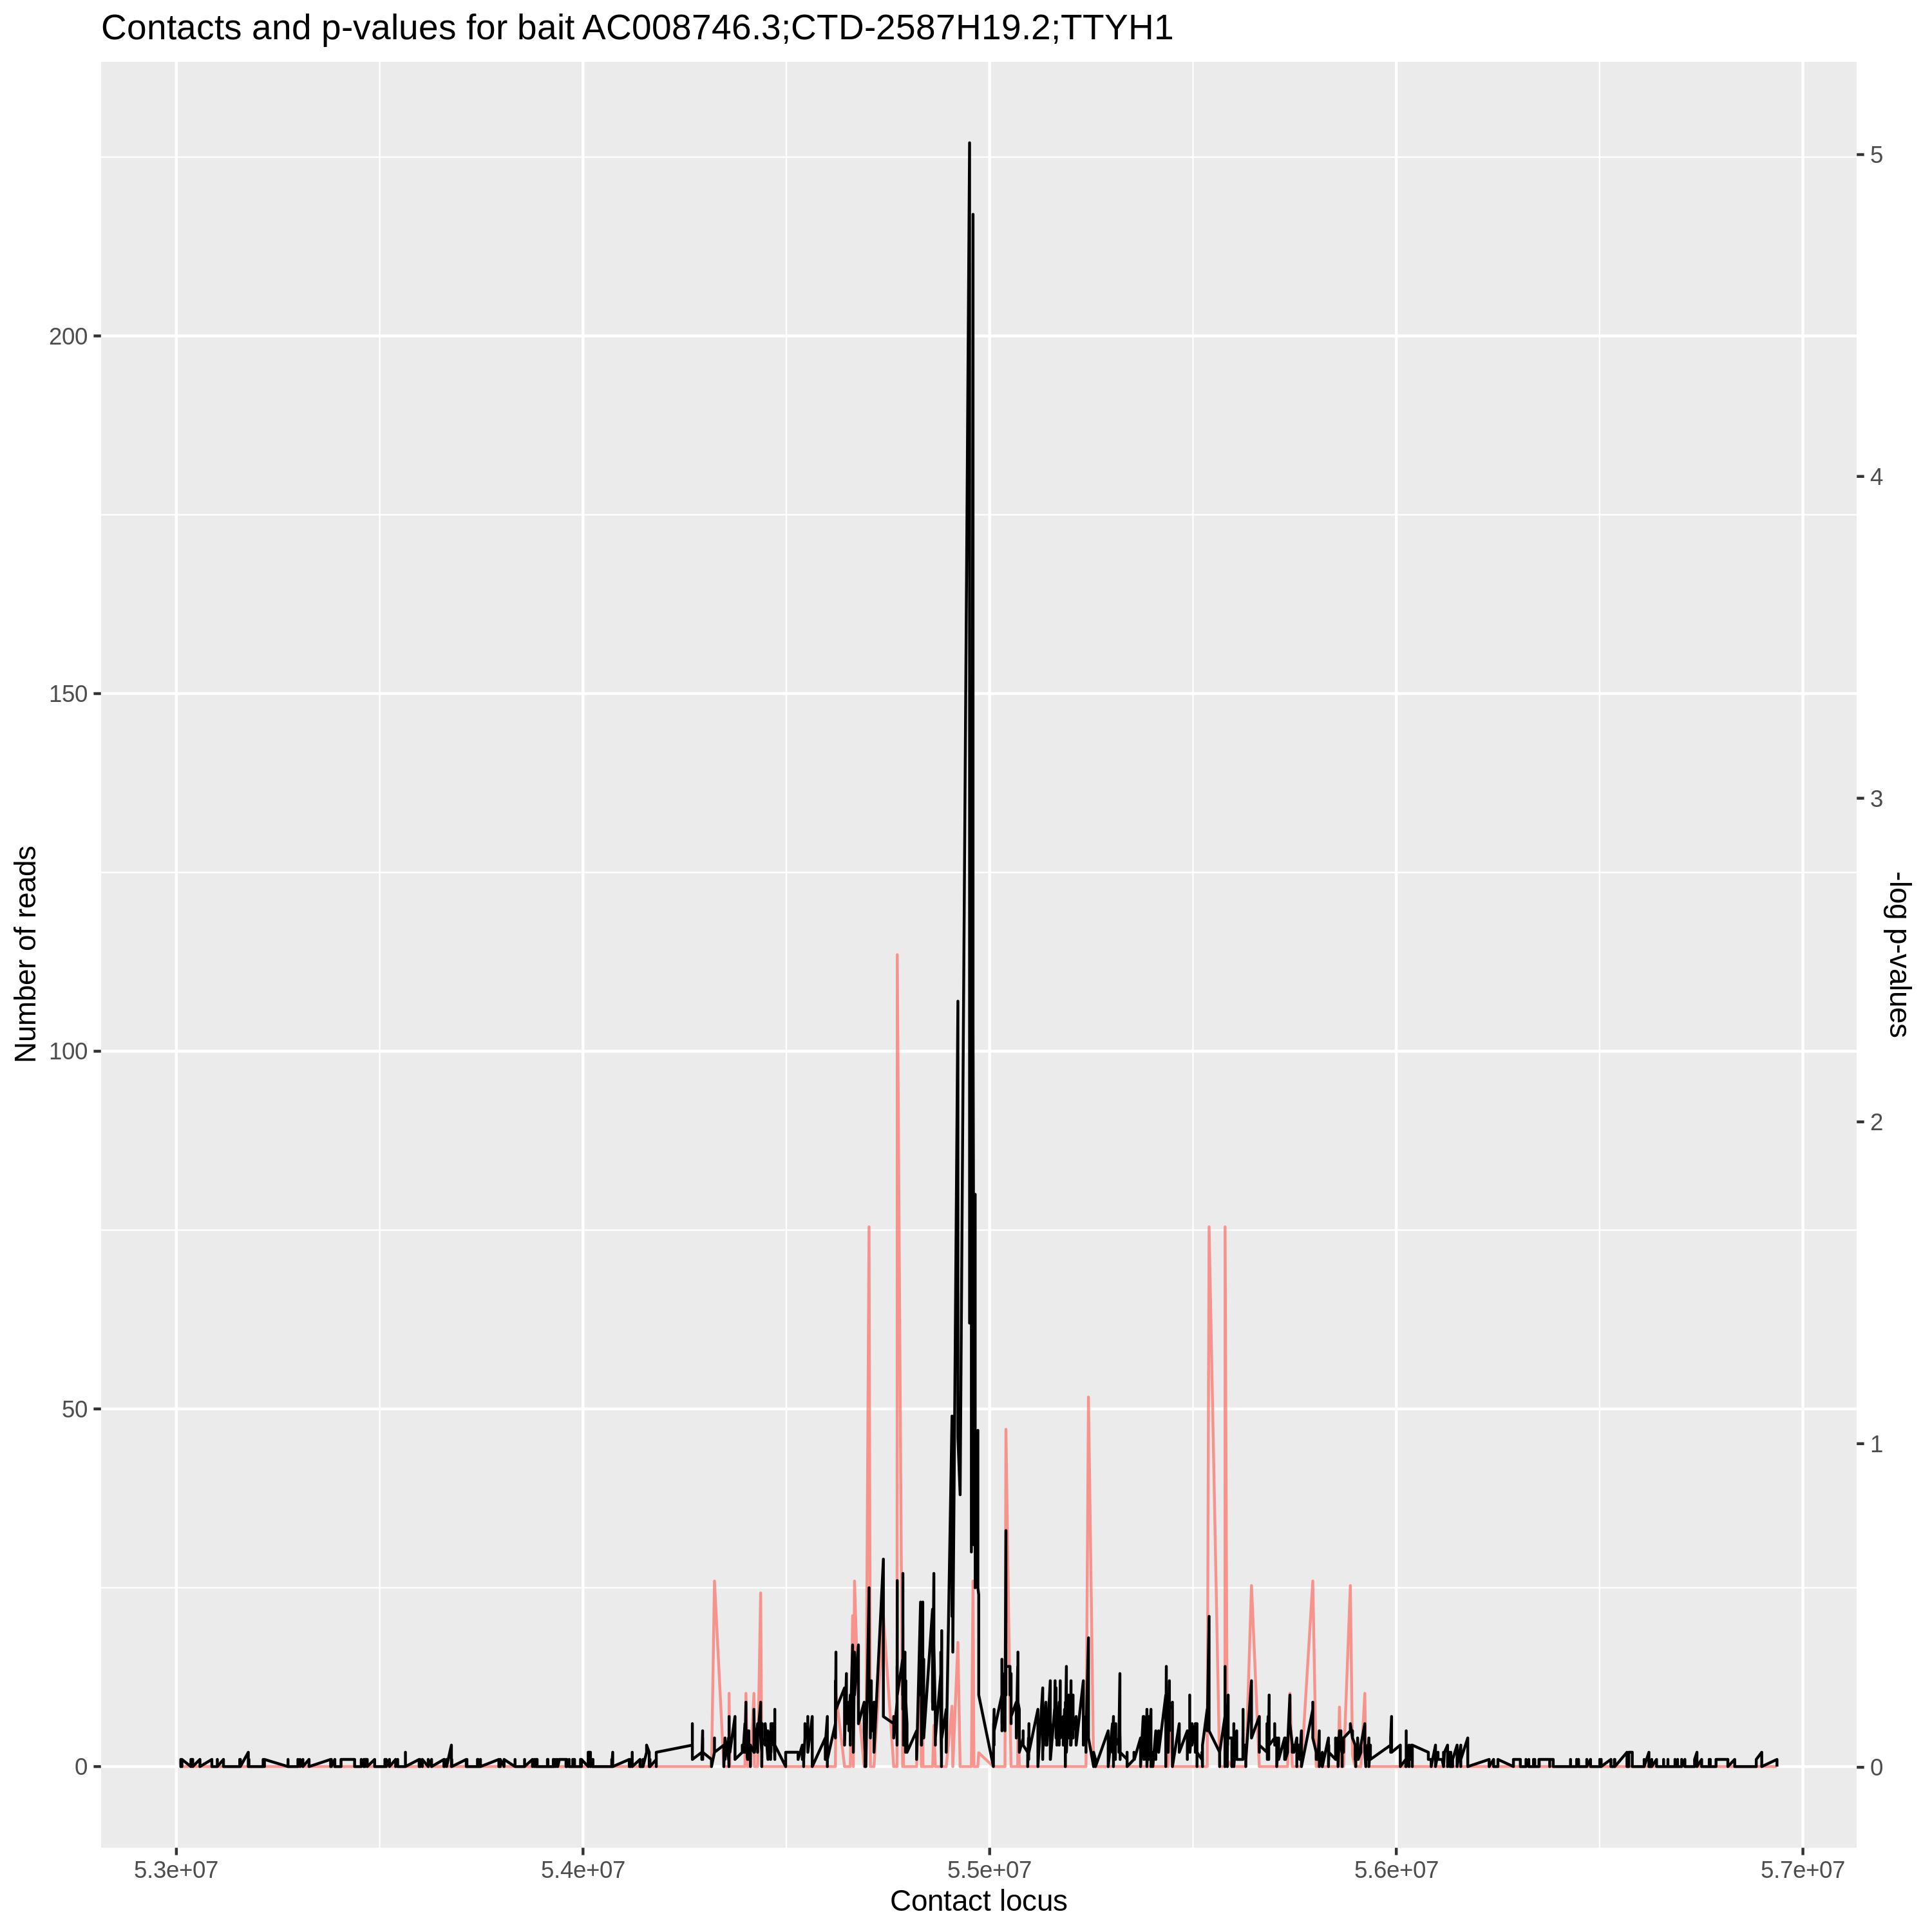 Contacts and p-values for bait AC008746.3;CTD-2587H19.2;TTYH1
Number of reads
200
150
100
50
0
5
4
3
2
1
0
-log p-values
5.3e+07
5.4e+07
5.5e+07
5.6e+07
5.7e+07
Contact locus